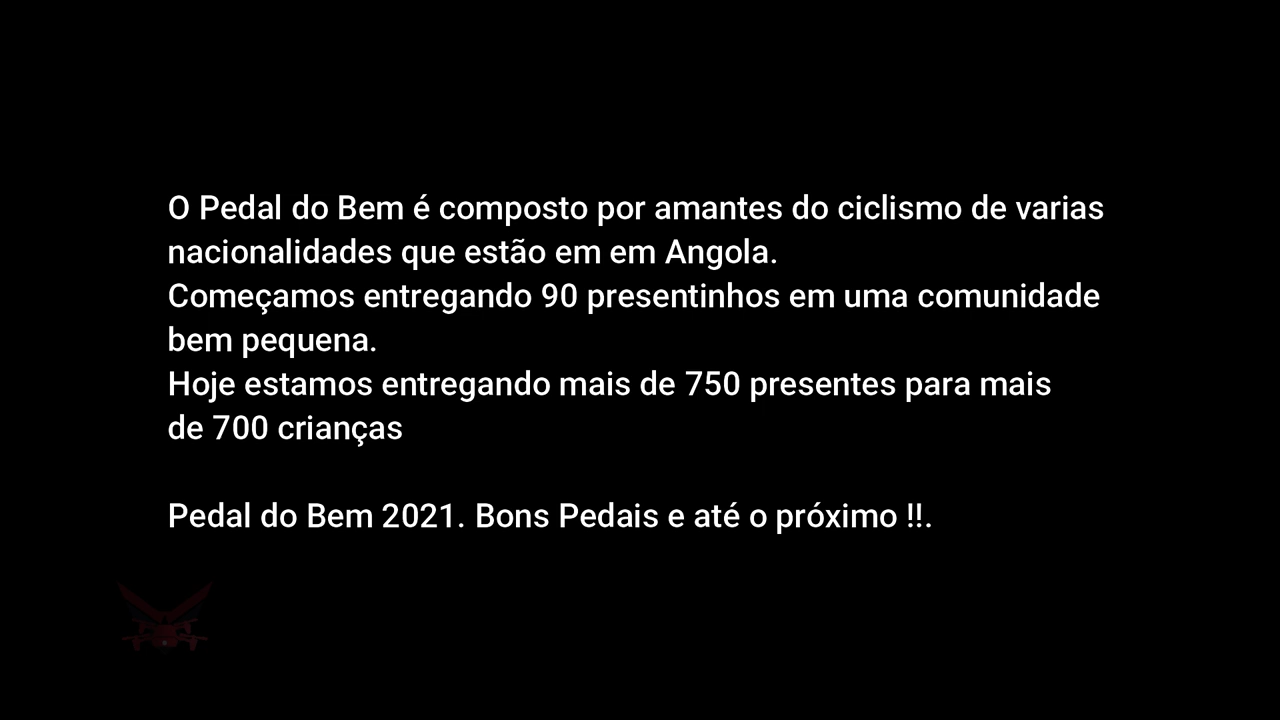 O Pedal do Bem é composto por amantes do ciclismo de varias
nacionalidades que estão em em Angola.
Começamos entregando 90 presentinhos em uma comunidade
bem pequena.
Hoje estamos entregando mais de 750 presentes para mais
de 700 crianças
Pedal do Bem 2021. Bons Pedais e até o próximo !!.